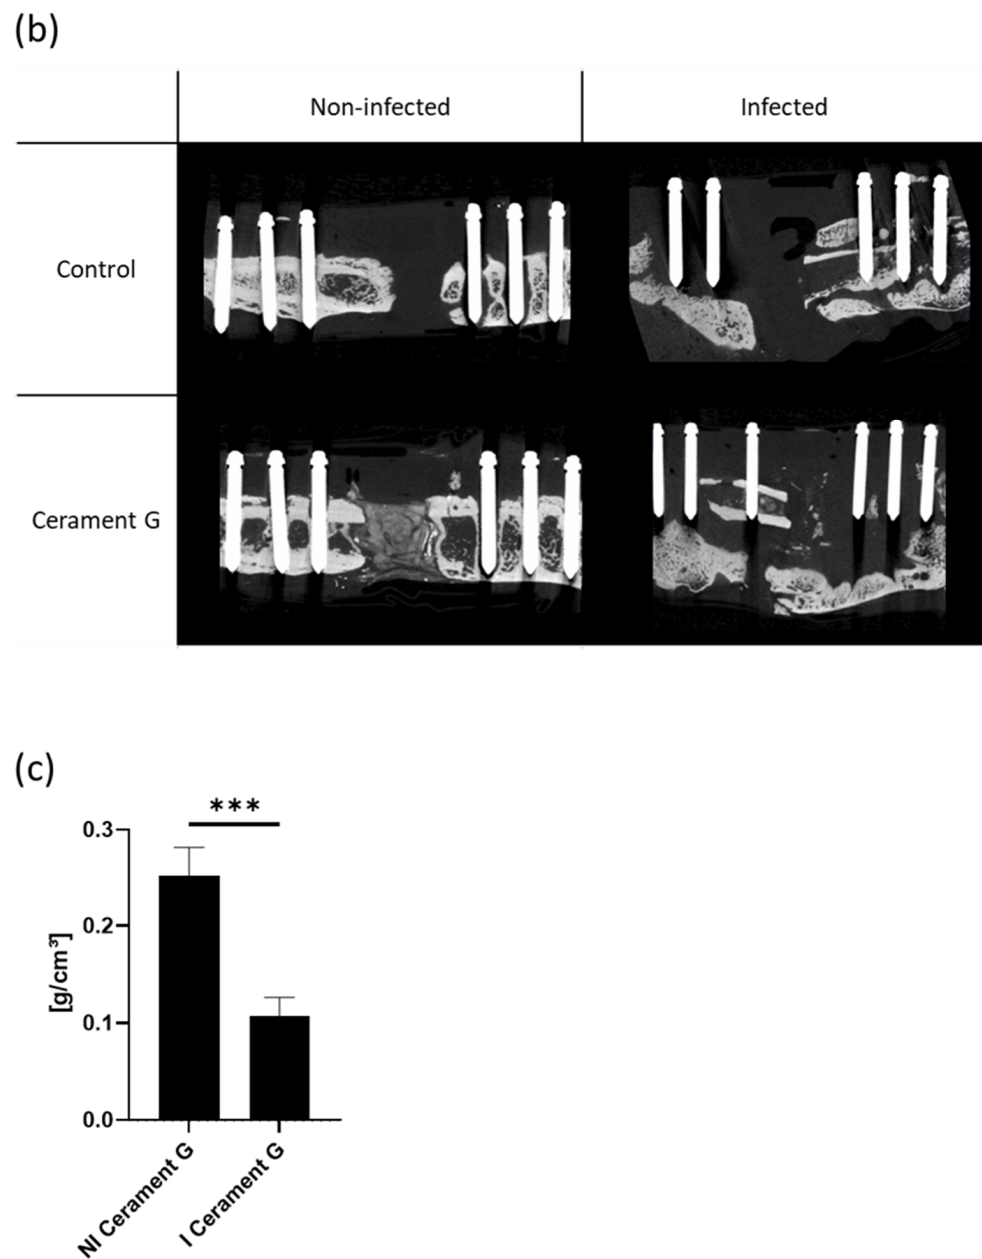 (b)
Non-infected Infected
Control
Cerament G
(c)
***
0.3
0.2
0.1
0.0
[g/cm³]
NI Cerament G
I Cerament G